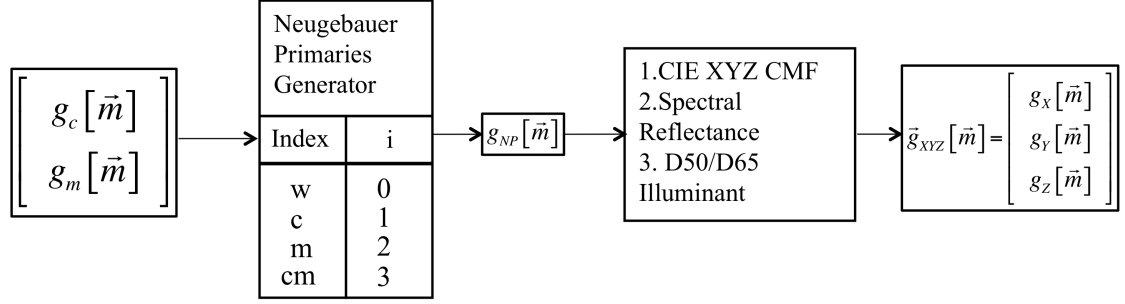 g_c[m⃗]
g_m[m⃗]
Neugebauer
Primaries
Generator
Index i
w 0
c 1
m 2
cm 3
g_NP[m⃗]
1.CIE XYZ CMF
2.Spectral
Reflectance
3. D50/D65
Illuminant
g⃗_XYZ[m⃗] =
g_X[m⃗]
g_Y[m⃗]
g_Z[m⃗]